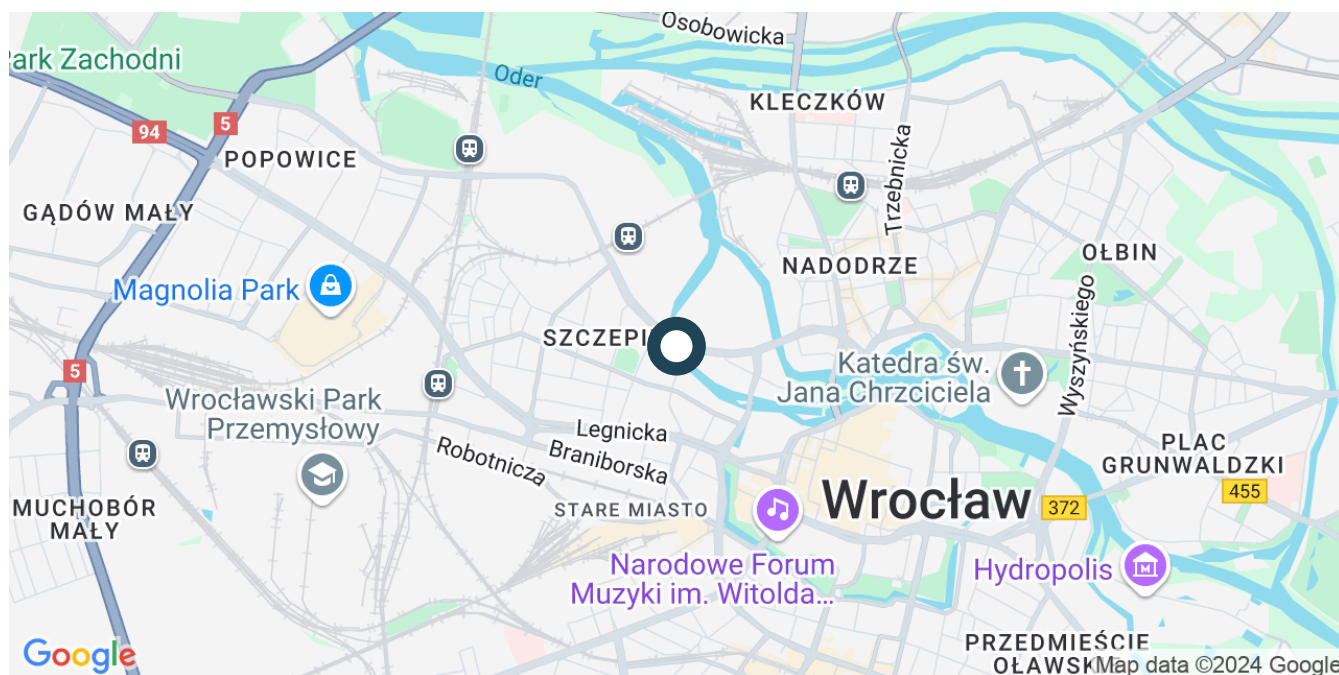 Osobowicka
Park Zachodni
Oder
94
5
KLECZKÓW
POPOWICE
Trzebnicka
GĄDÓW MAŁY
OŁBIN
NADODRZE
Magnolia Park
Wyszyńskiego
SZCZEPI
5
Katedra św.
Jana Chrzciciela
Wrocławski Park
Przemysłowy
Legnicka
Braniborska
Robotnicza
PLAC
GRUNWALDZKI
455
372
Wrocław
MUCHOBÓR
MAŁY
STARE MIASTO
Narodowe Forum
Muzyki im. Witolda...
Hydropolis
M
PRZEDMIEŚCIE
OŁAWSK
Google
Map data ©2024 Google